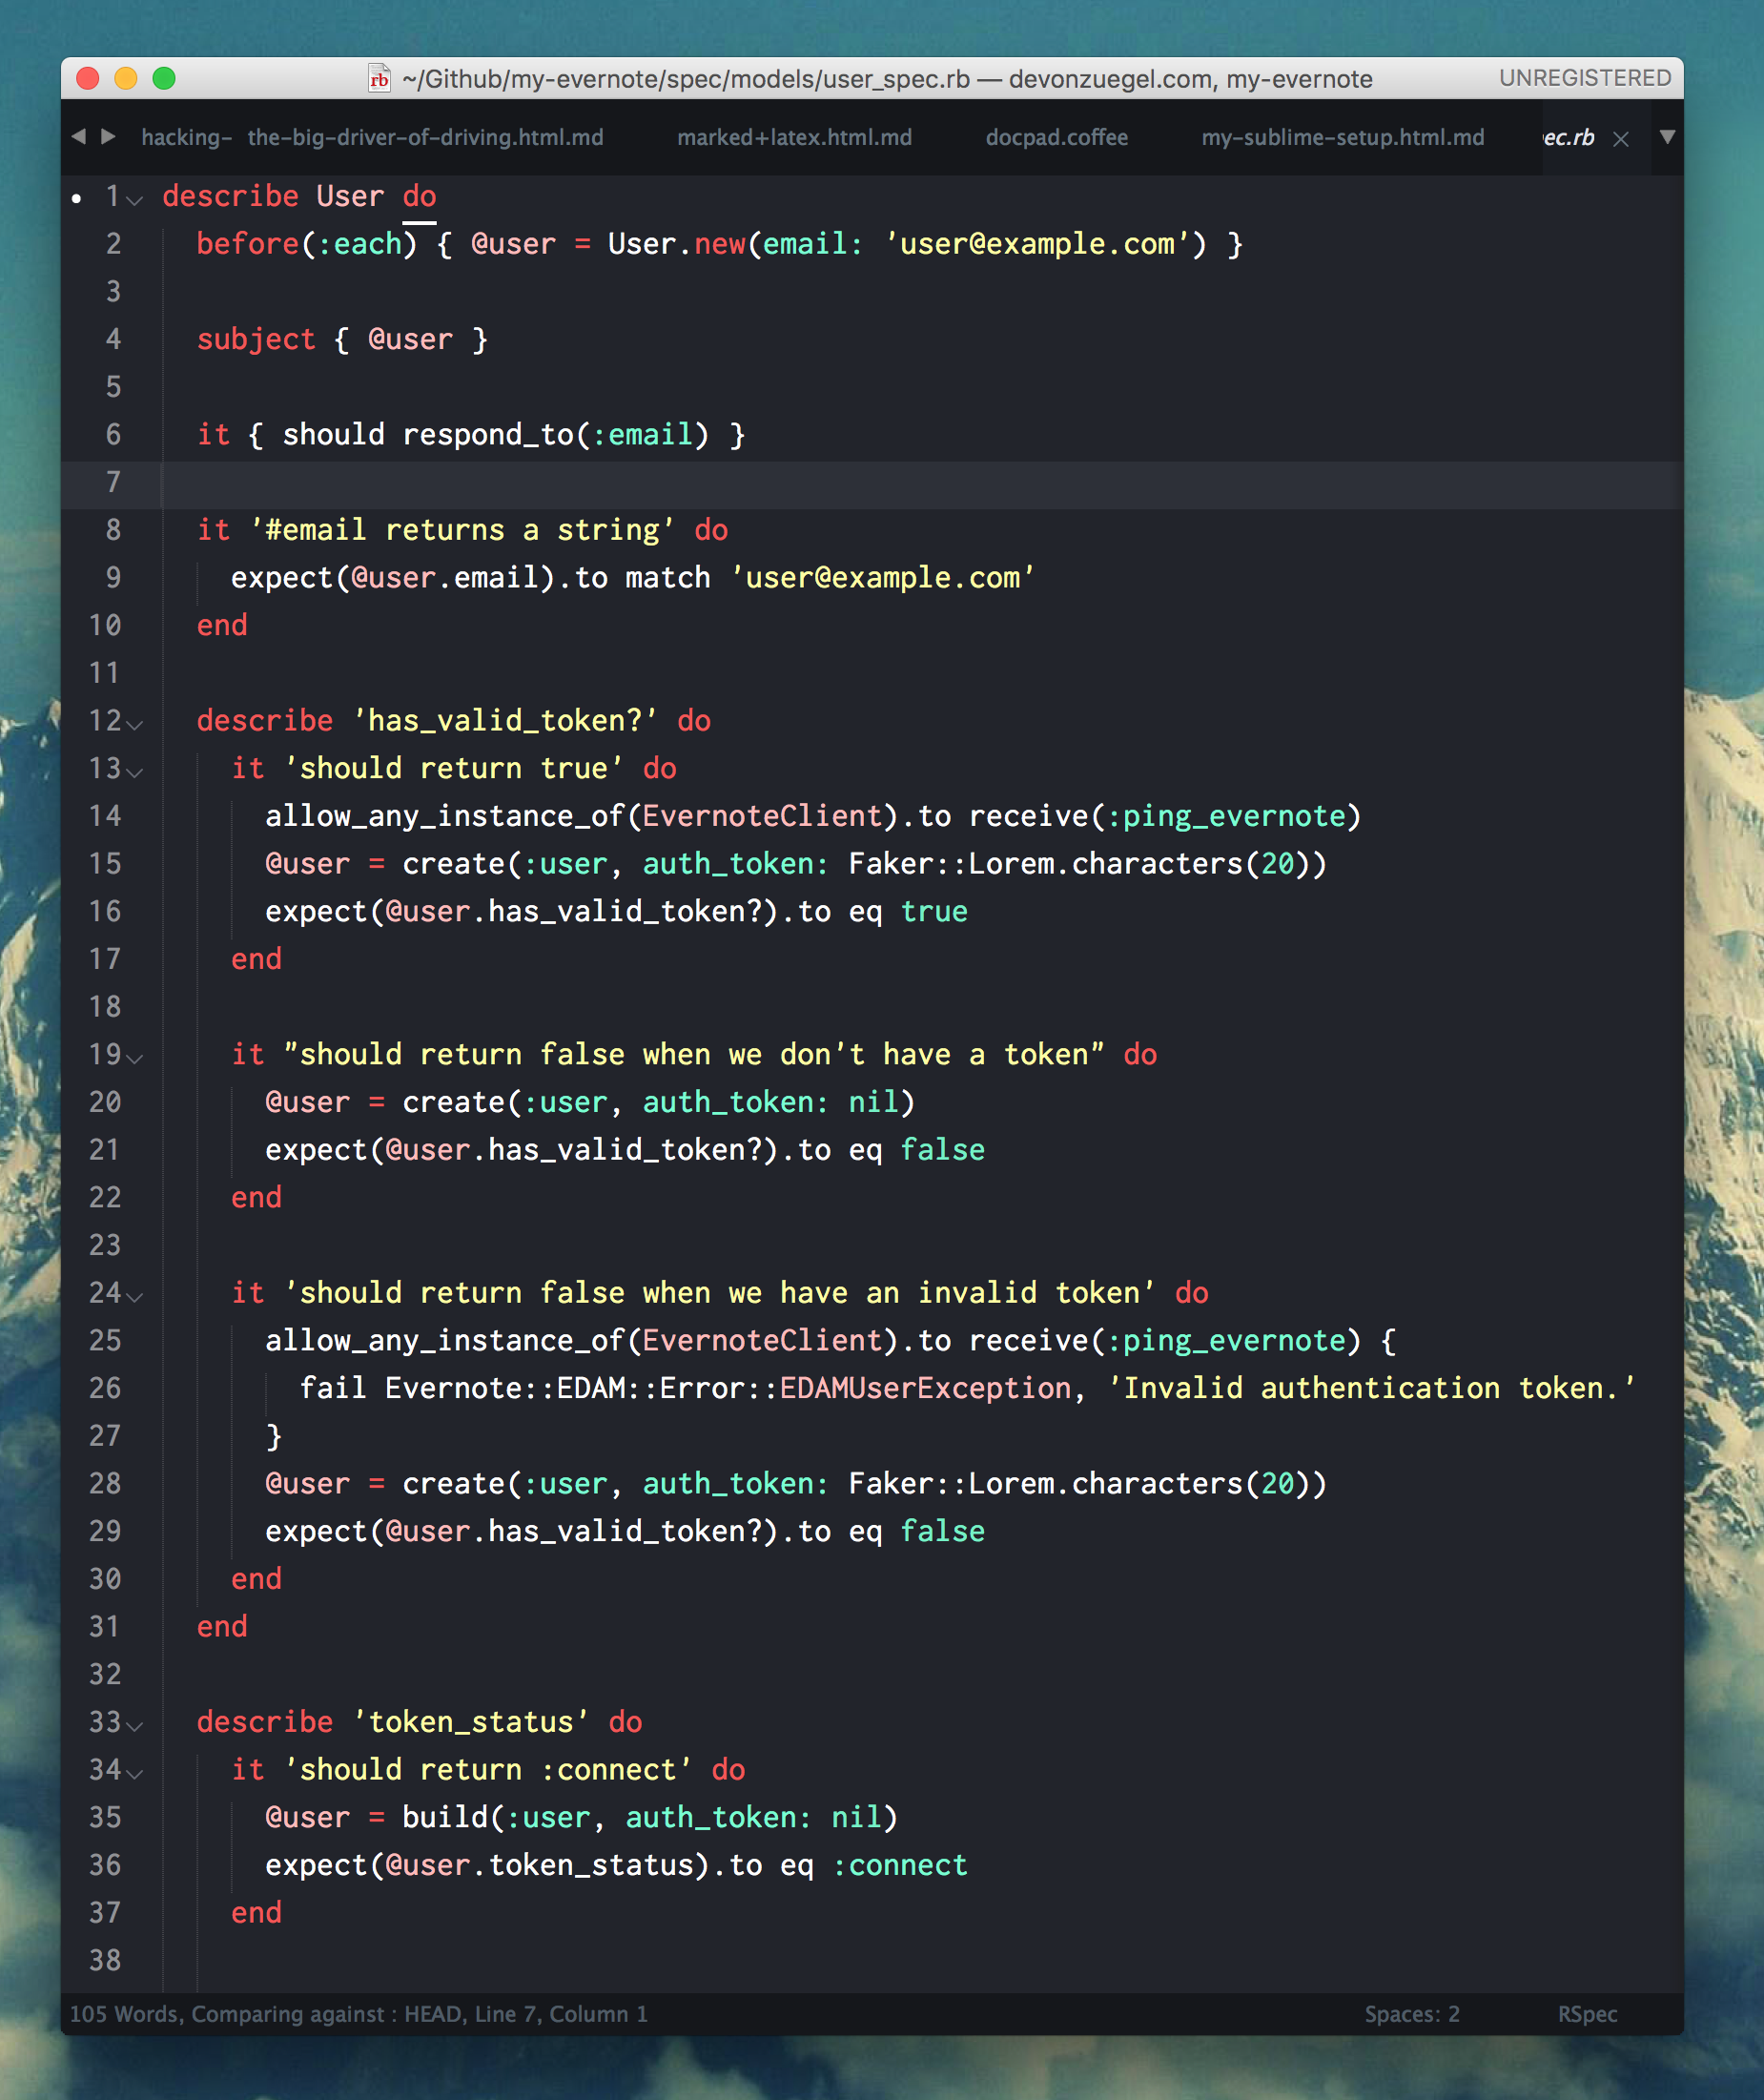 rb ~/Github/my-evernote/spec/models/user_spec.rb — devonzuegel.com, my-evernote UNREGISTERED
hacking- the-big-driver-of-driving.html.md marked+latex.html.md docpad.coffee my-sublime-setup.html.md ec.rb
1 describe User do
2   before(:each) { @user = User.new(email: 'user@example.com') }
3
4   subject { @user }
5
6   it { should respond_to(:email) }
7
8   it '#email returns a string' do
9     expect(@user.email).to match 'user@example.com'
10   end
11
12   describe 'has_valid_token?' do
13     it 'should return true' do
14       allow_any_instance_of(EvernoteClient).to receive(:ping_evernote)
15       @user = create(:user, auth_token: Faker::Lorem.characters(20))
16       expect(@user.has_valid_token?).to eq true
17     end
18
19     it "should return false when we don't have a token" do
20       @user = create(:user, auth_token: nil)
21       expect(@user.has_valid_token?).to eq false
22     end
23
24     it 'should return false when we have an invalid token' do
25       allow_any_instance_of(EvernoteClient).to receive(:ping_evernote) {
26         fail Evernote::EDAM::Error::EDAMUserException, 'Invalid authentication token.'
27       }
28       @user = create(:user, auth_token: Faker::Lorem.characters(20))
29       expect(@user.has_valid_token?).to eq false
30     end
31   end
32
33   describe 'token_status' do
34     it 'should return :connect' do
35       @user = build(:user, auth_token: nil)
36       expect(@user.token_status).to eq :connect
37     end
38
105 Words, Comparing against : HEAD, Line 7, Column 1 Spaces: 2 RSpec